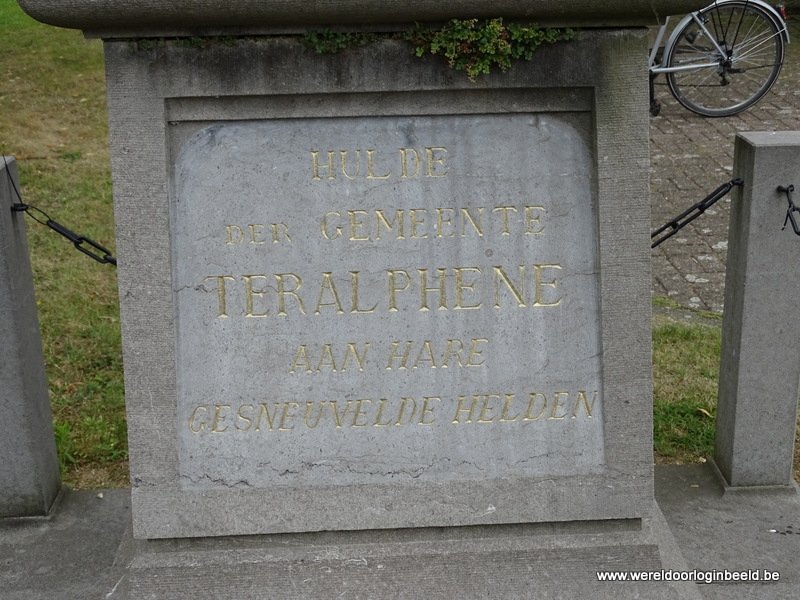 HULDE
DER GEMEENTE
TERALPHENE
AAN HARE
GESNEUVELDE HELDEN
www.wereldoorloginbeeld.be